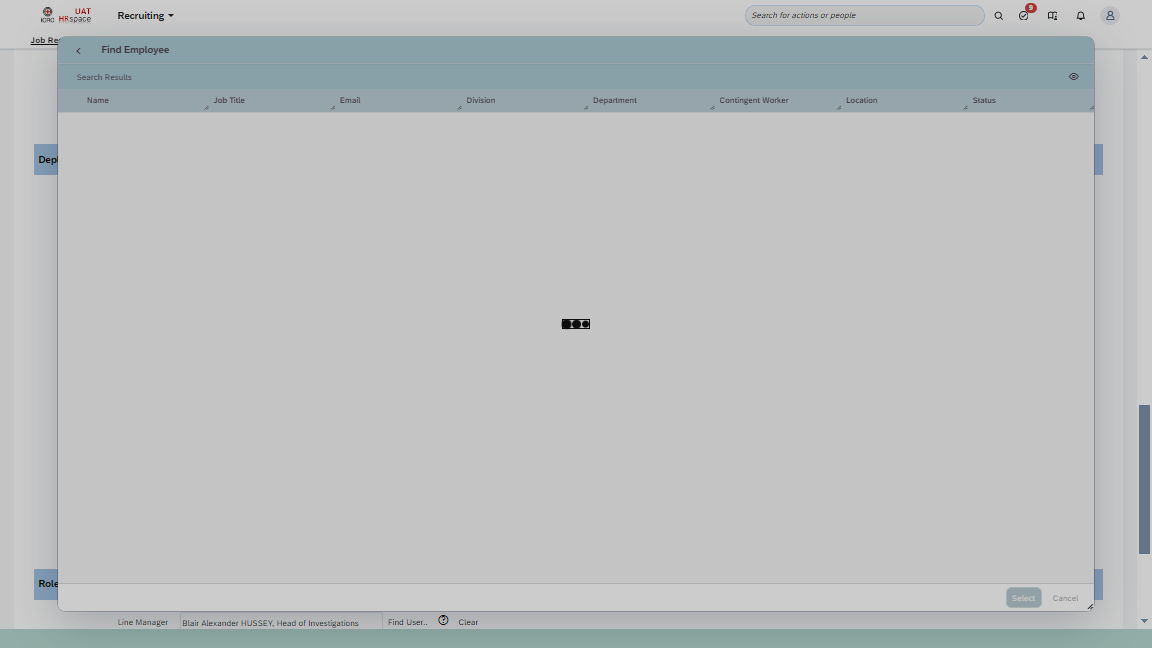 ICRC
UAT
HRspace
Recruiting
Search for actions or people
9
Job Re
Find Employee
Search Results
Name
Job Title
Email
Division
Department
Contingent Worker
Location
Status
Depl
Role
Select
Cancel
Line Manager
Blair Alexander HUSSEY, Head of Investigations
Find User..
Clear